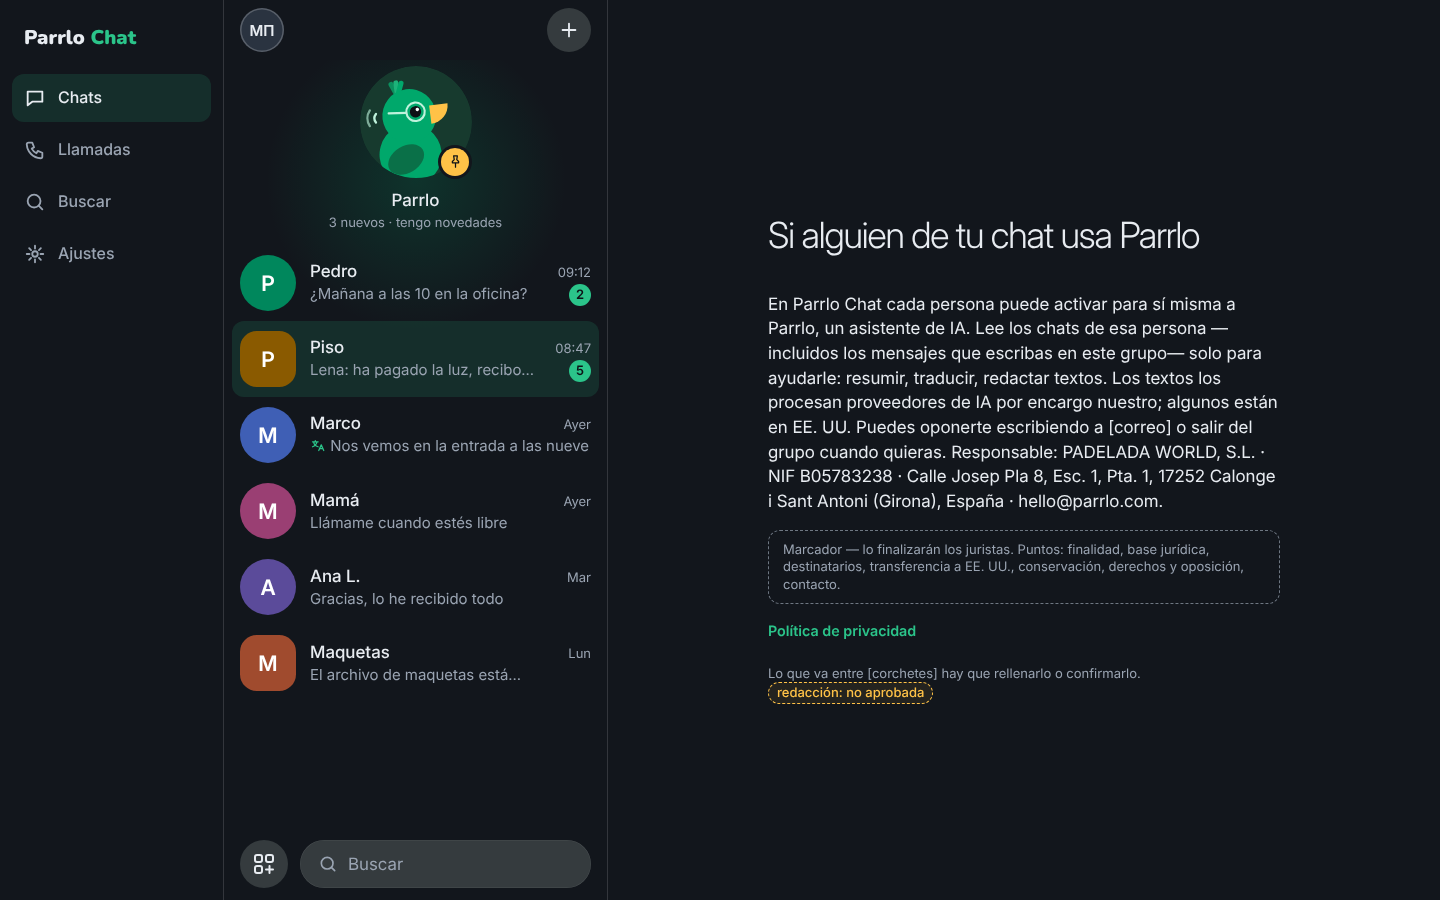 Parrlo Chat
Chats
Llamadas
Buscar
Ajustes
МП
Parrlo
3 nuevos · tengo novedades
P
Pedro
09:12
¿Mañana a las 10 en la oficina?
2
P
Piso
08:47
Lena: ha pagado la luz, recibo...
5
M
Marco
Ayer
Nos vemos en la entrada a las nueve
M
Mamá
Ayer
Llámame cuando estés libre
A
Ana L.
Mar
Gracias, lo he recibido todo
M
Maquetas
Lun
El archivo de maquetas está...
Buscar
Si alguien de tu chat usa Parrlo
En Parrlo Chat cada persona puede activar para sí misma a
Parrlo, un asistente de IA. Lee los chats de esa persona —
incluidos los mensajes que escribas en este grupo— solo para
ayudarle: resumir, traducir, redactar textos. Los textos los
procesan proveedores de IA por encargo nuestro; algunos están
en EE. UU. Puedes oponerte escribiendo a [correo] o salir del
grupo cuando quieras. Responsable: PADELADA WORLD, S.L. ·
NIF B05783238 · Calle Josep Pla 8, Esc. 1, Pta. 1, 17252 Calonge
i Sant Antoni (Girona), España · hello@parrlo.com.
Marcador — lo finalizarán los juristas. Puntos: finalidad, base jurídica,
destinatarios, transferencia a EE. UU., conservación, derechos y oposición,
contacto.
Política de privacidad
Lo que va entre [corchetes] hay que rellenarlo o confirmarlo.
redacción: no aprobada